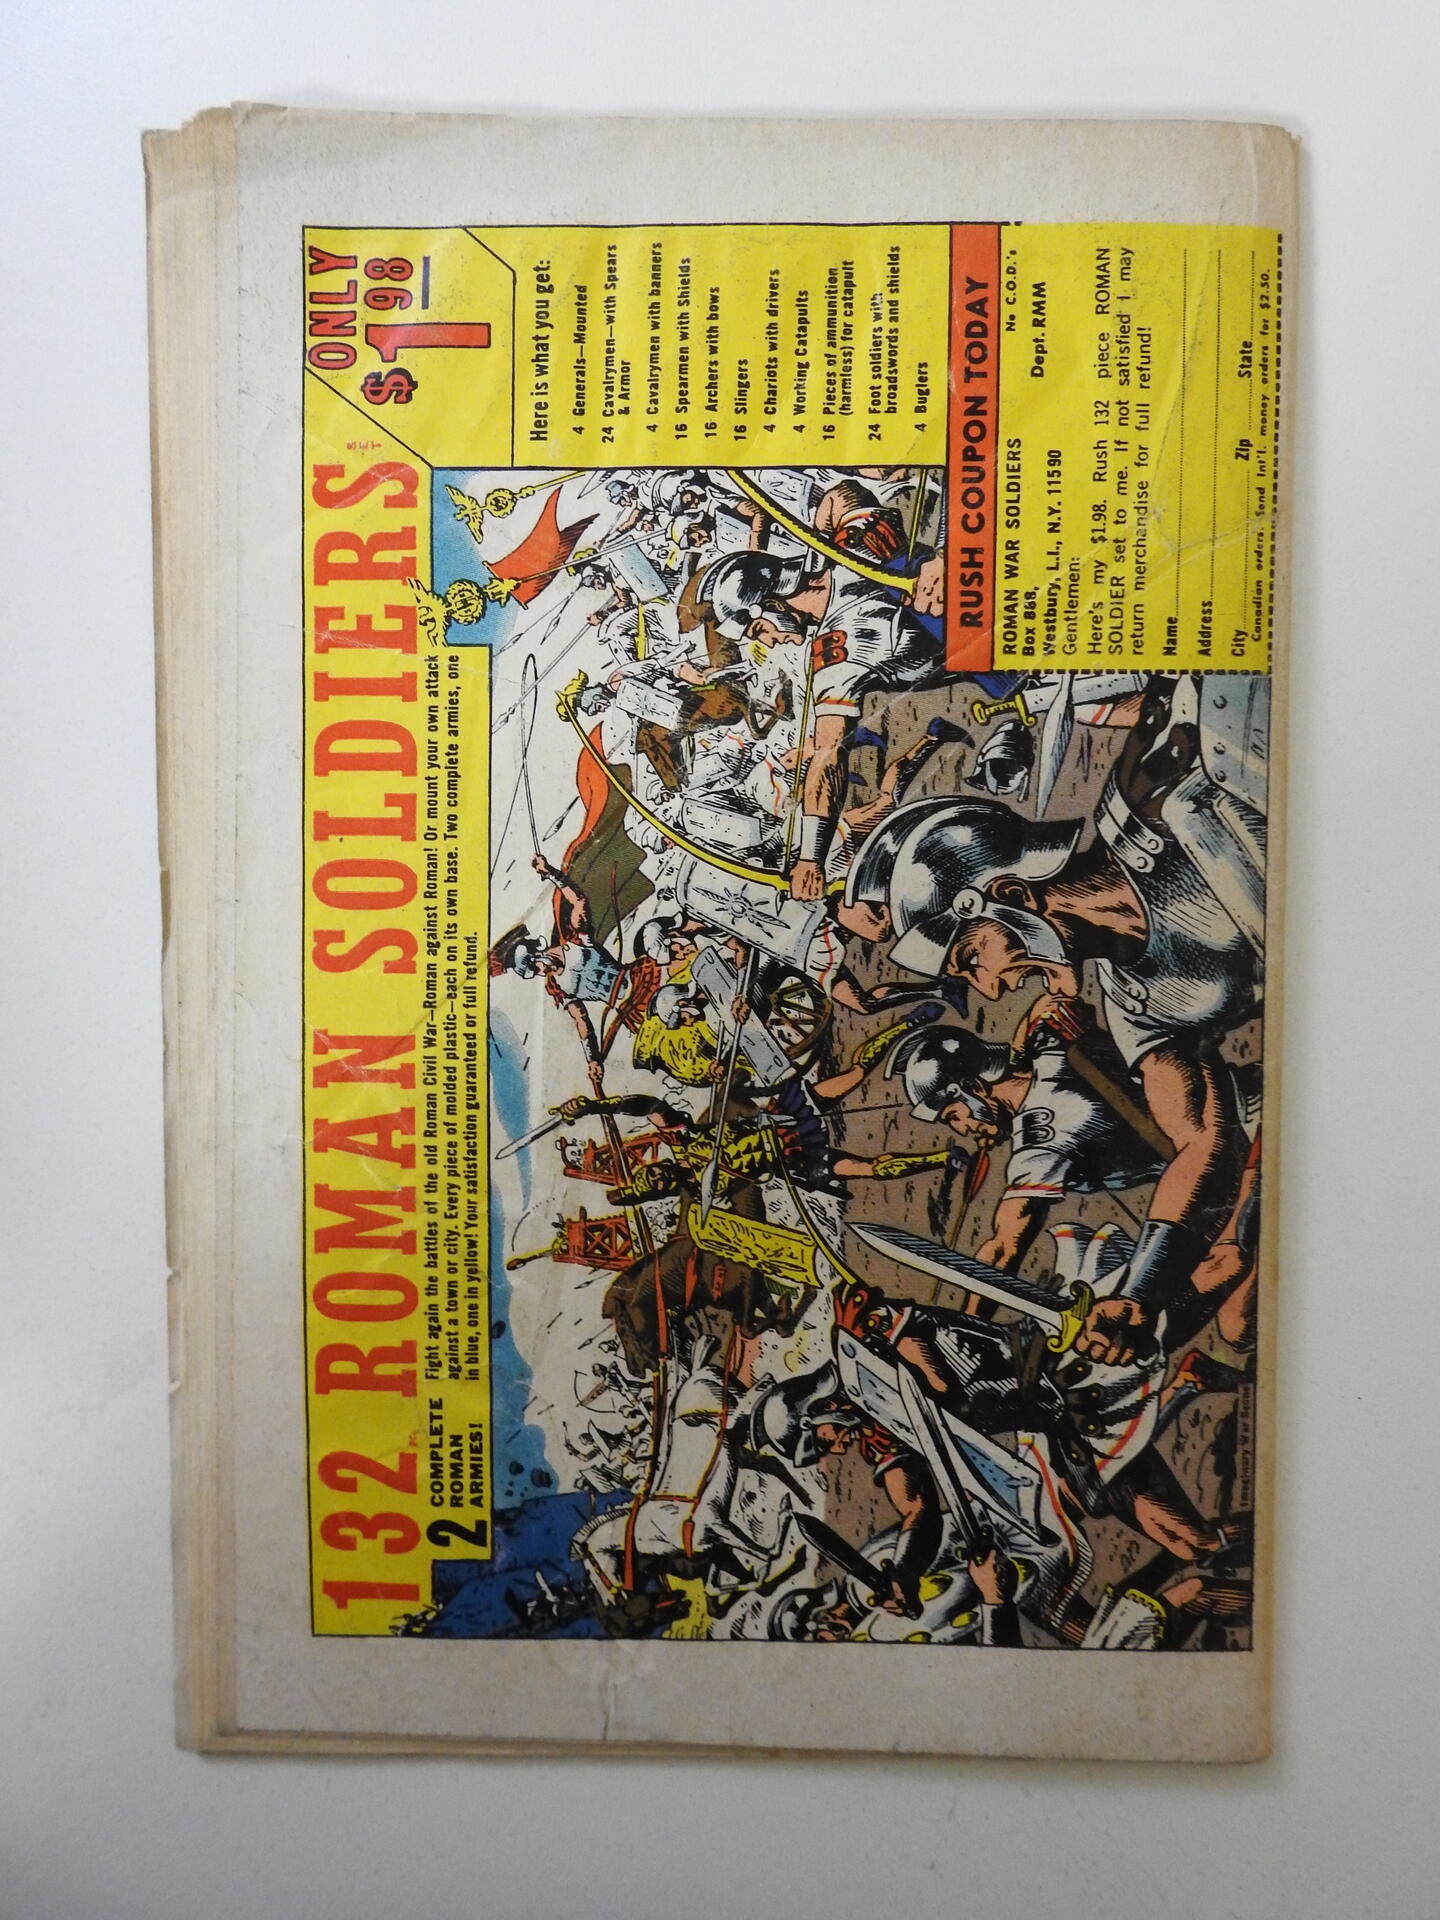 132 PC. ROMAN SOLDIERS SET
ONLY
$1.98
2 COMPLETE
ROMAN
ARMIES!
Fight again the battles of the old Roman Civil War—Roman against Roman! Or mount your own attack
against a town or city. Every piece of molded plastic—each on its own base. Two complete armies, one
in blue, one in yellow! Your satisfaction guaranteed or full refund.
Here is what you get:
4 Generals—Mounted
24 Cavalrymen—with Spears
& Armor
4 Cavalrymen with banners
16 Spearmen with Shields
16 Archers with bows
16 Slingers
4 Chariots with drivers
4 Working Catapults
16 Pieces of ammunition
(harmless) for catapult
24 Foot soldiers with
broadswords and shields
4 Buglers
RUSH COUPON TODAY
ROMAN WAR SOLDIERS No C.O.D.'s
Box 868, Dept. RMM
Westbury, L.I., N.Y. 11590
Gentlemen:
Here's my $1.98. Rush 132 piece ROMAN
SOLDIER set to me. If not satisfied I may
return merchandise for full refund!
Name
Address
City Zip State
Canadian orders: Send Int'l. money orders for $2.50.
Imaginary War Scene